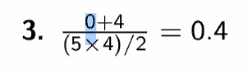 3. (0+4)/((5×4)/2) = 0.4